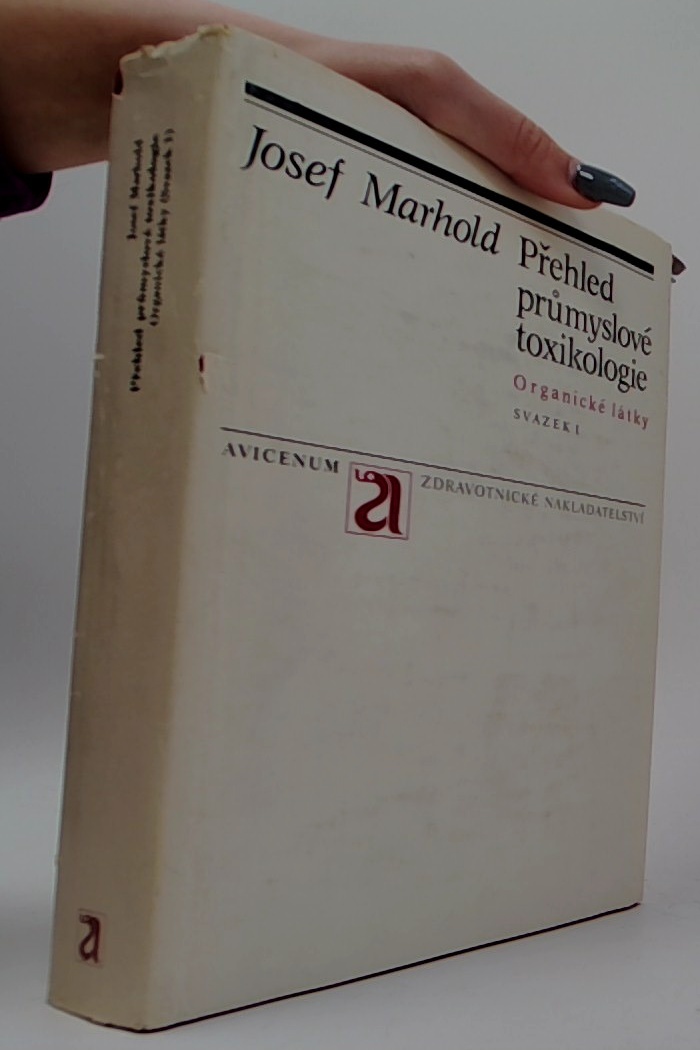 Josef Marhold
Přehled
průmyslové
toxikologie
Organické látky
SVAZEK I
AVICENUM
ZDRAVOTNICKÉ NAKLADATELSTVÍ
Josef Marhold
Přehled průmyslové toxikologie
Organické látky (Svazek 1)